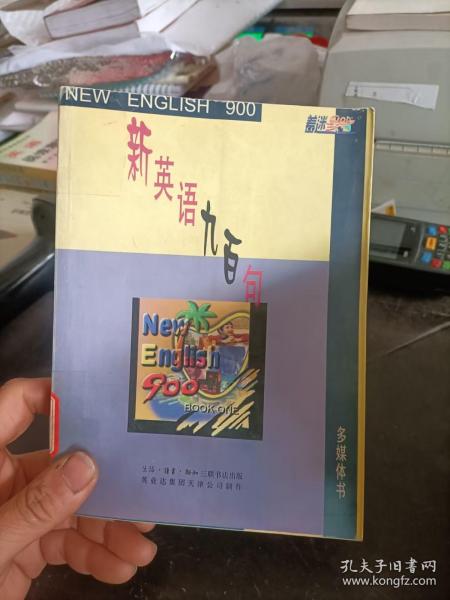 NEW ENGLISH 900
新英语九百句
New
English
900
BOOK ONE
生活·讀書·新知三联书店出版
英业达集团天津公司制作
多媒体书
孔夫子旧书网
www.kongfz.com